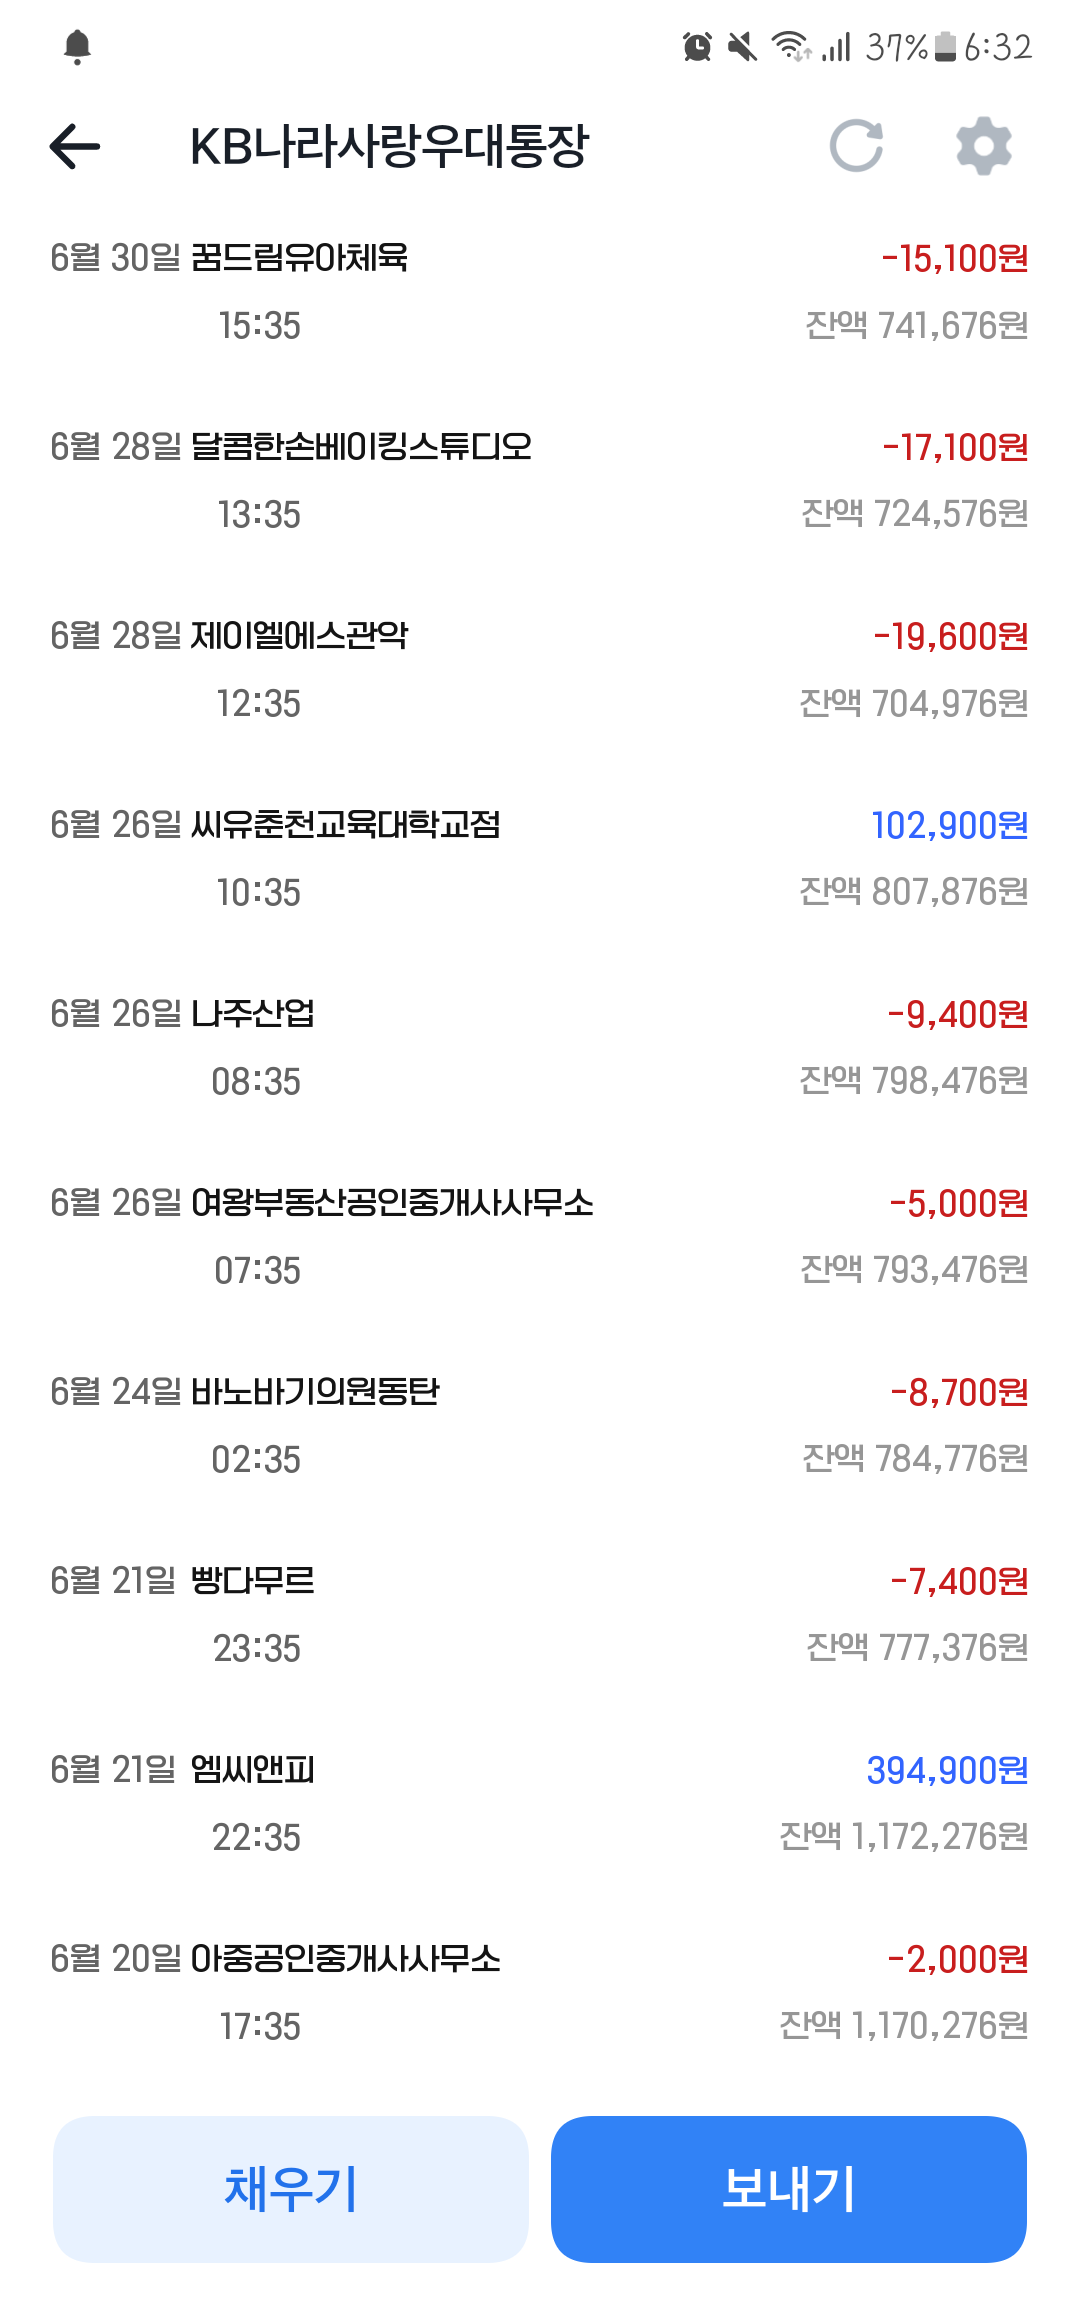 37% 6:32
KB나라사랑우대통장
6월 30일 꿈드림유아체육 -15,100원
15:35 잔액 741,676원
6월 28일 달콤한손베이킹스튜디오 -17,100원
13:35 잔액 724,576원
6월 28일 제이엘에스관악 -19,600원
12:35 잔액 704,976원
6월 26일 씨유춘천교육대학교점 102,900원
10:35 잔액 807,876원
6월 26일 나주산업 -9,400원
08:35 잔액 798,476원
6월 26일 여왕부동산공인중개사사무소 -5,000원
07:35 잔액 793,476원
6월 24일 바노바기의원동탄 -8,700원
02:35 잔액 784,776원
6월 21일 빵다무르 -7,400원
23:35 잔액 777,376원
6월 21일 엠씨앤피 394,900원
22:35 잔액 1,172,276원
6월 20일 아중공인중개사사무소 -2,000원
17:35 잔액 1,170,276원
채우기 보내기